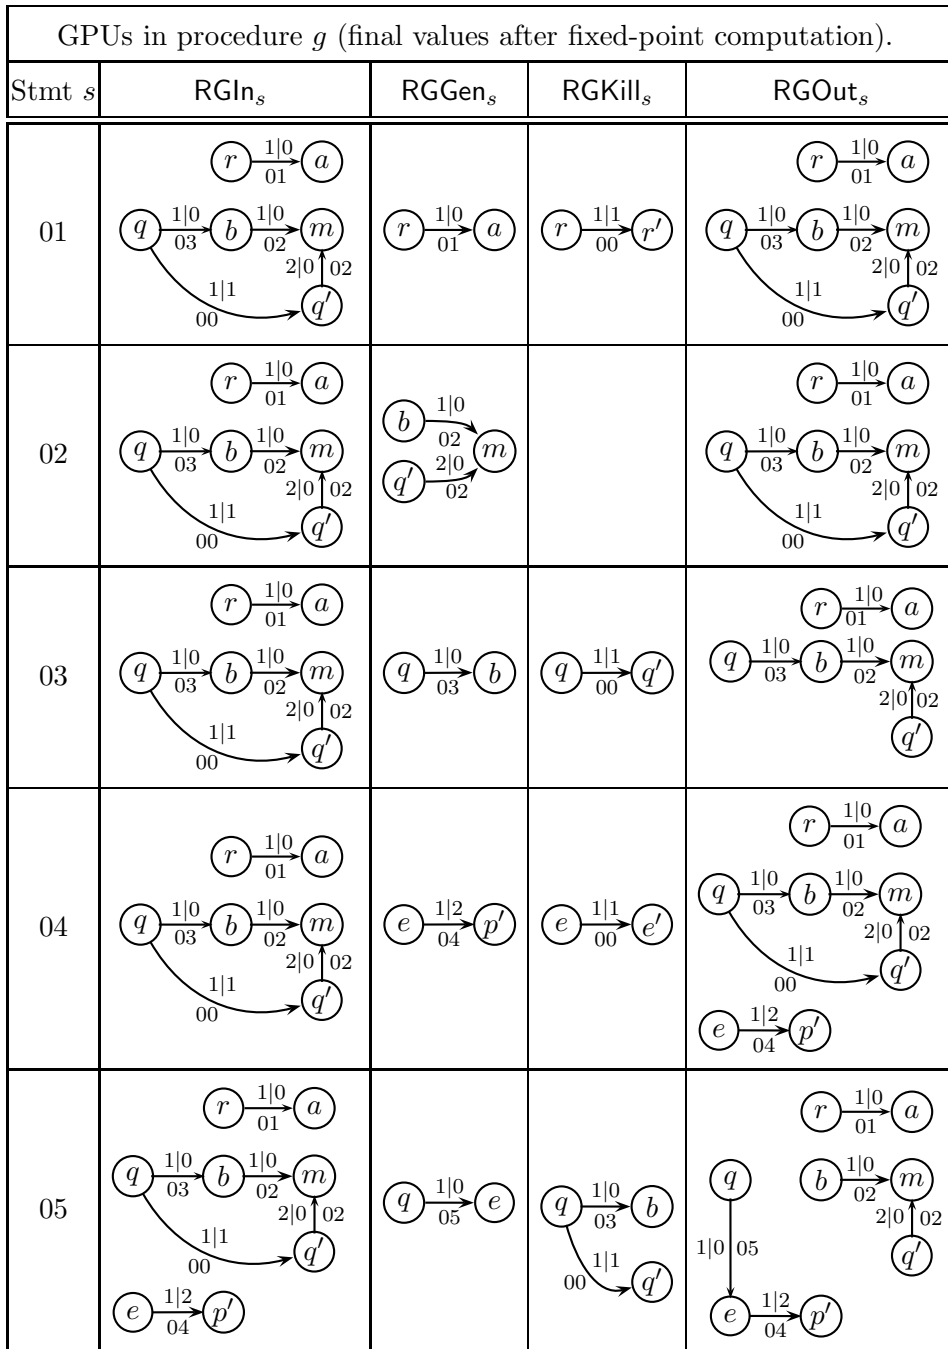 GPUs in procedure g (final values after fixed-point computation).
Stmt s RGIn_s RGGen_s RGKill_s RGOut_s
01
r 1|0 01 a
q 1|0 03 b 1|0 02 m
2|0 02
1|1 00 q′
r 1|0 01 a
r 1|1 00 r′
r 1|0 01 a
q 1|0 03 b 1|0 02 m
2|0 02
1|1 00 q′
02
r 1|0 01 a
q 1|0 03 b 1|0 02 m
2|0 02
1|1 00 q′
b 1|0 02 m
q′ 2|0 02
r 1|0 01 a
q 1|0 03 b 1|0 02 m
2|0 02
1|1 00 q′
03
r 1|0 01 a
q 1|0 03 b 1|0 02 m
2|0 02
1|1 00 q′
q 1|0 03 b
q 1|1 00 q′
r 1|0 01 a
q 1|0 03 b 1|0 02 m
2|0 02
q′
04
r 1|0 01 a
q 1|0 03 b 1|0 02 m
2|0 02
1|1 00 q′
e 1|2 04 p′
e 1|1 00 e′
r 1|0 01 a
q 1|0 03 b 1|0 02 m
2|0 02
1|1 00 q′
e 1|2 04 p′
05
r 1|0 01 a
q 1|0 03 b 1|0 02 m
2|0 02
1|1 00 q′
e 1|2 04 p′
q 1|0 05 e
q 1|0 03 b
1|1 00 q′
r 1|0 01 a
q b 1|0 02 m
2|0 02
1|0 05 q′
e 1|2 04 p′